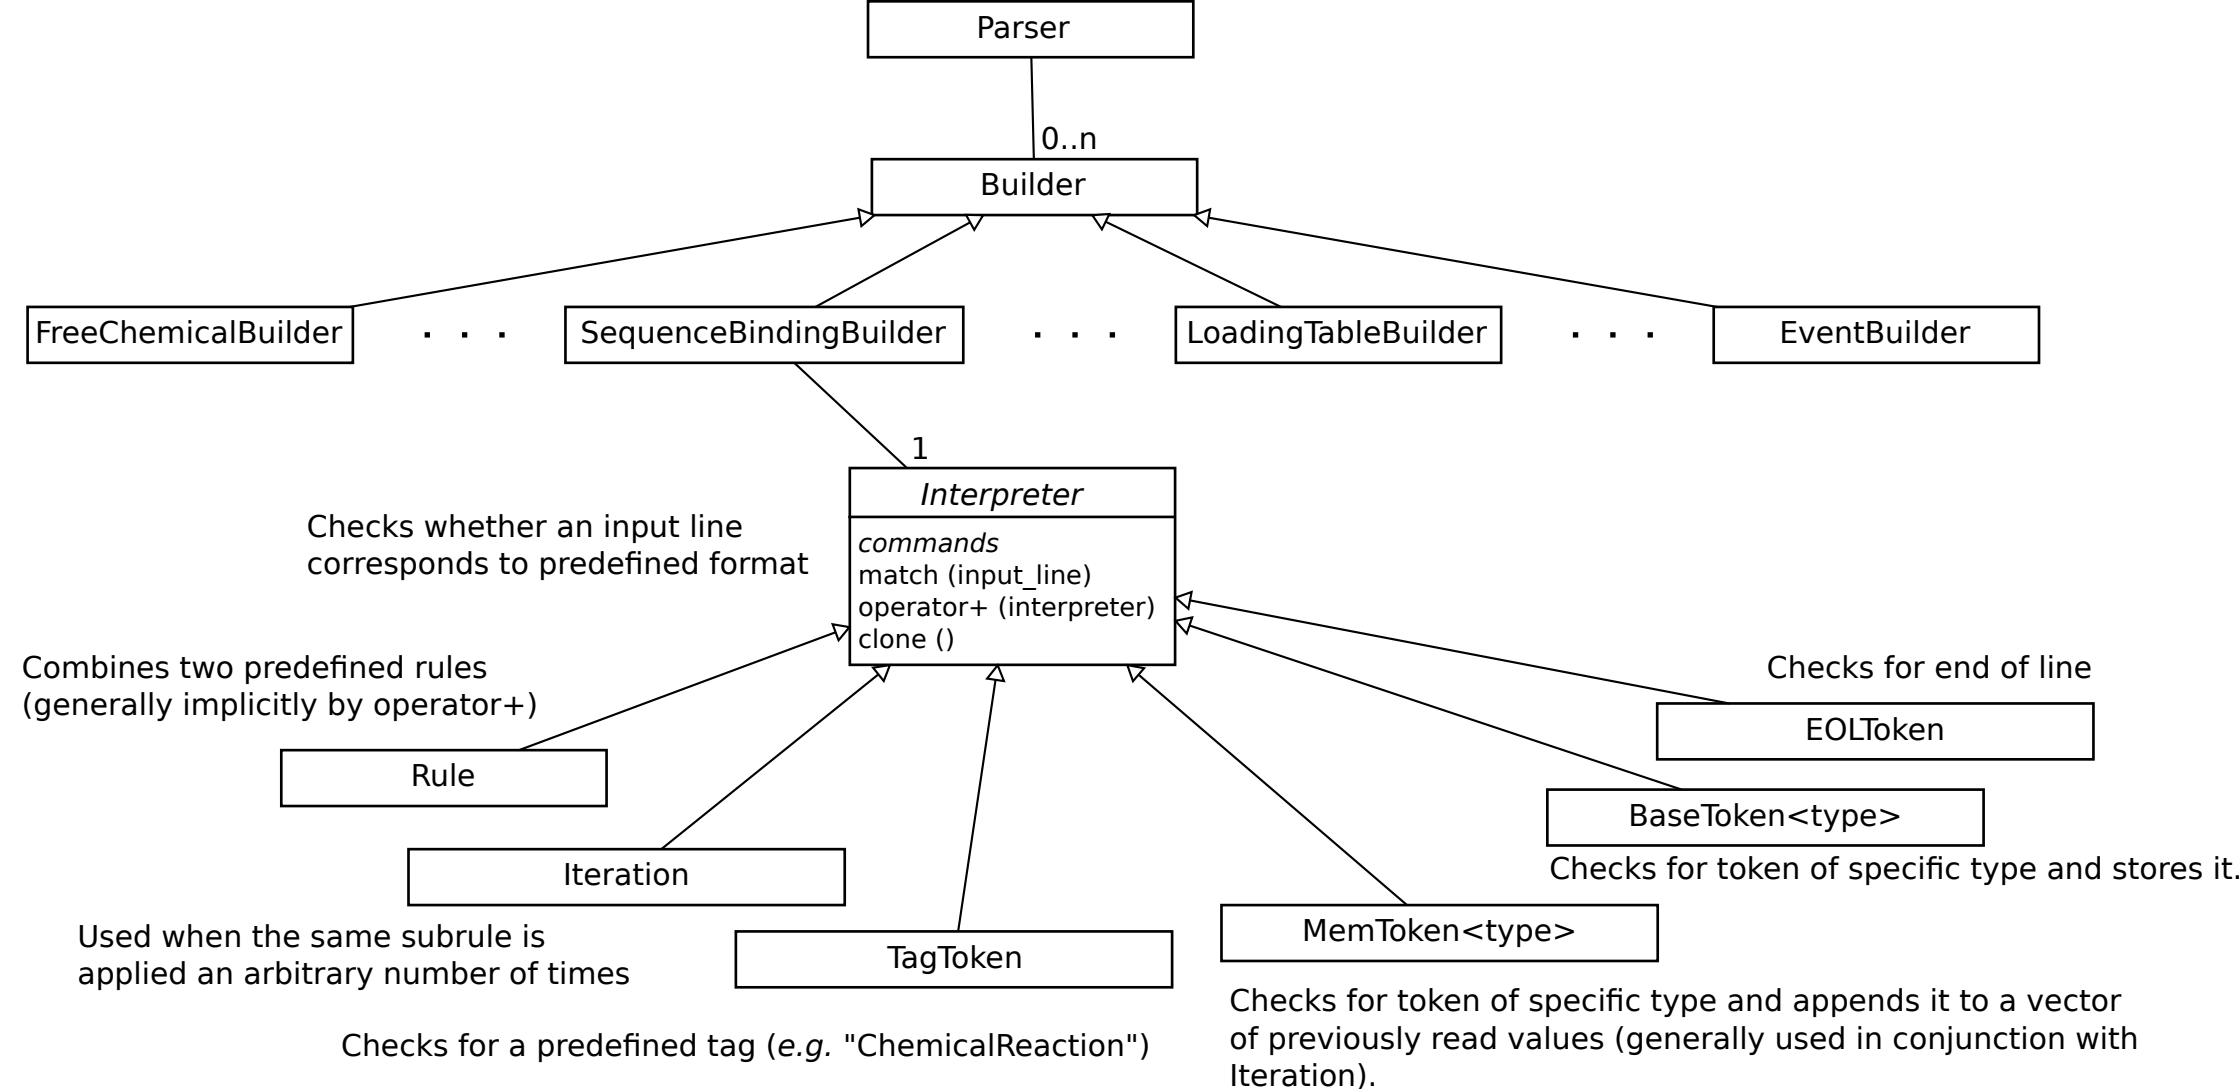 Parser
0..n
Builder
FreeChemicalBuilder
. . .
SequenceBindingBuilder
. . .
LoadingTableBuilder
. . .
EventBuilder
1
Interpreter
commands
match (input_line)
operator+ (interpreter)
clone ()
Checks whether an input line
corresponds to predefined format
Combines two predefined rules
(generally implicitly by operator+)
Rule
Checks for end of line
EOLToken
BaseToken<type>
Checks for token of specific type and stores it.
Iteration
Used when the same subrule is
applied an arbitrary number of times
TagToken
Checks for a predefined tag (e.g. "ChemicalReaction")
MemToken<type>
Checks for token of specific type and appends it to a vector
of previously read values (generally used in conjunction with
Iteration).